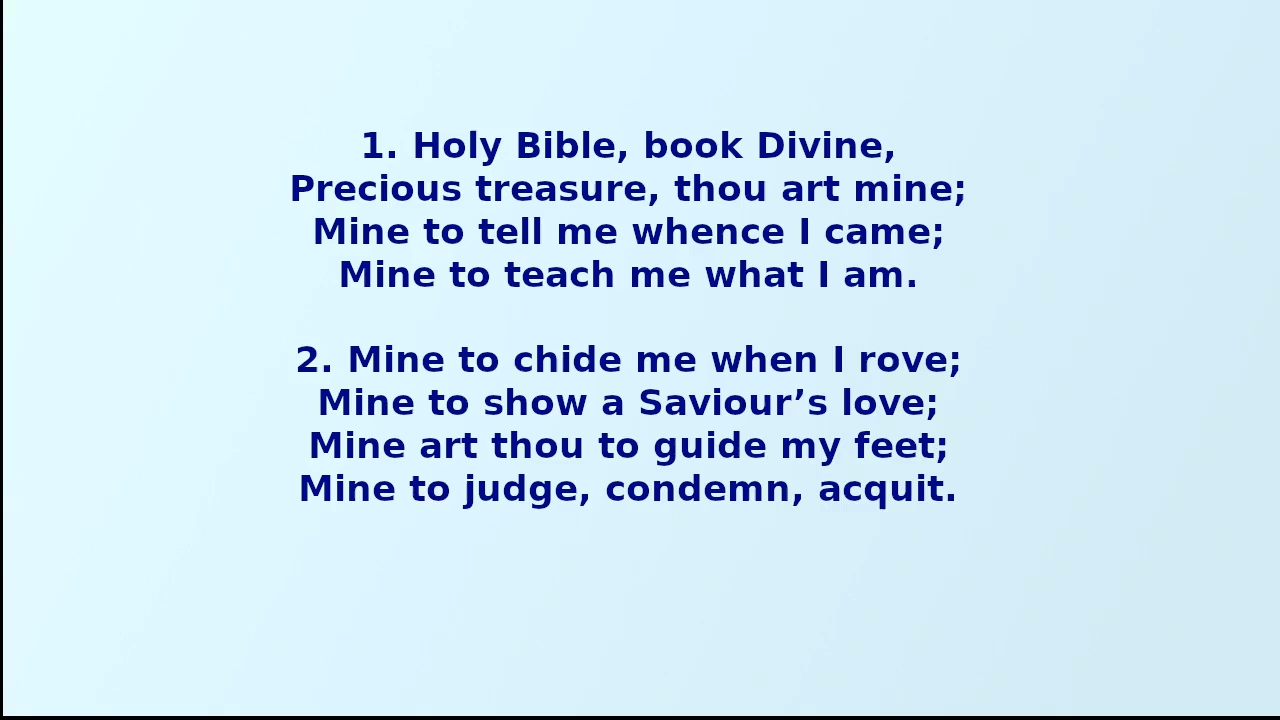 1. Holy Bible, book Divine,
Precious treasure, thou art mine;
Mine to tell me whence I came;
Mine to teach me what I am.
2. Mine to chide me when I rove;
Mine to show a Saviour’s love;
Mine art thou to guide my feet;
Mine to judge, condemn, acquit.